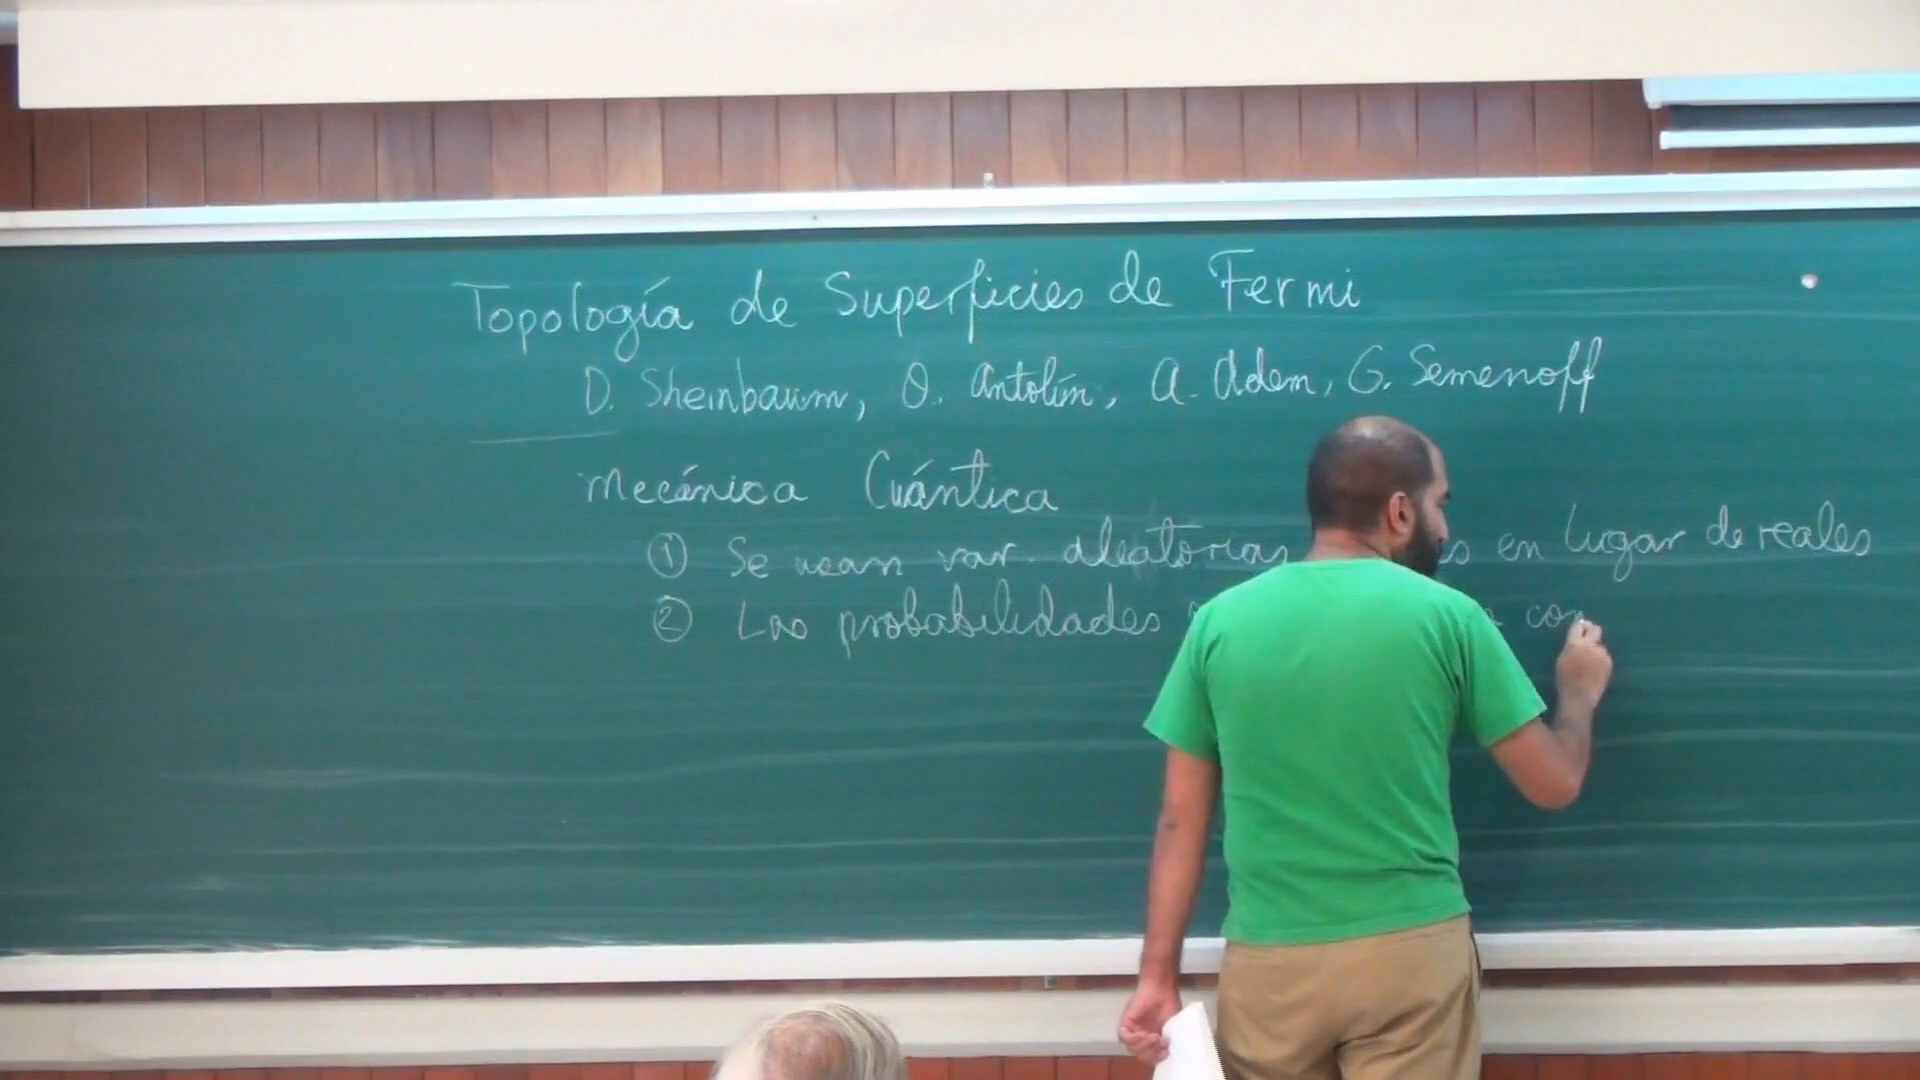 Topología de Superficies de Fermi
D. Sheinbaum, O. Antolín, A. Adem, G. Semenoff
Mecánica Cuántica
① Se usan var. aleatorias en lugar de reales
② Las probabilidades con